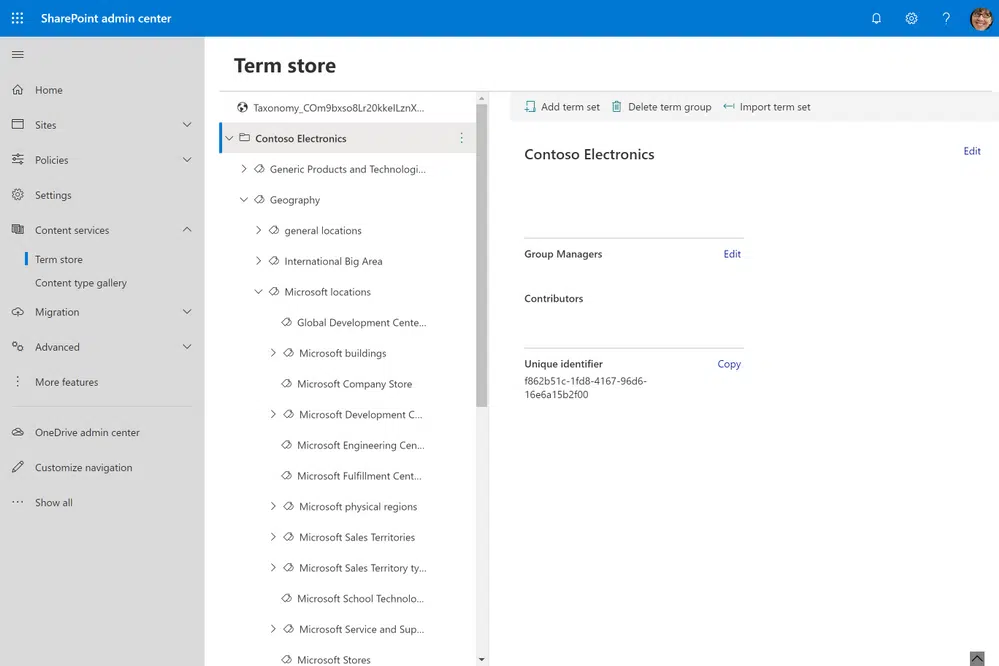 SharePoint admin center
Home
Sites
Policies
Settings
Content services
Term store
Content type gallery
Migration
Advanced
More features
OneDrive admin center
Customize navigation
Show all
Term store
Taxonomy_COm9bxso8Lr20kkeILznX...
Contoso Electronics
Generic Products and Technologi...
Geography
general locations
International Big Area
Microsoft locations
Global Development Cente...
Microsoft buildings
Microsoft Company Store
Microsoft Development C...
Microsoft Engineering Cen...
Microsoft Fulfillment Cent...
Microsoft physical regions
Microsoft Sales Territories
Microsoft Sales Territory ty...
Microsoft School Technolo...
Microsoft Service and Sup...
Microsoft Stores
Add term set Delete term group Import term set
Contoso Electronics Edit
Group Managers Edit
Contributors
Unique identifier Copy
f862b51c-1fd8-4167-96d6-
16e6a15b2f00